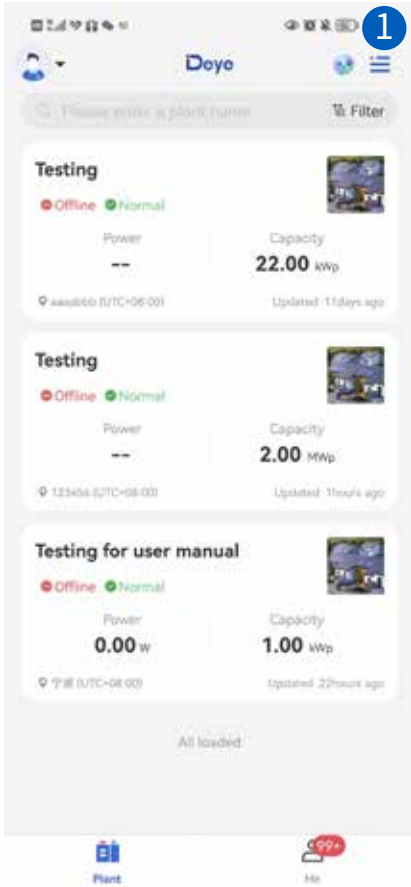 1
Deye
Please enter a plant name
Filter
Testing
Offline Normal
Power Capacity
-- 22.00 kWp
aaaabbb (UTC+08:00) Updated 11days ago
Testing
Offline Normal
Power Capacity
-- 2.00 MWp
123456 (UTC+08:00) Updated 1hours ago
Testing for user manual
Offline Normal
Power Capacity
0.00 W 1.00 kWp
宁波 (UTC+08:00) Updated 22hours ago
All loaded
99+
Plant Me